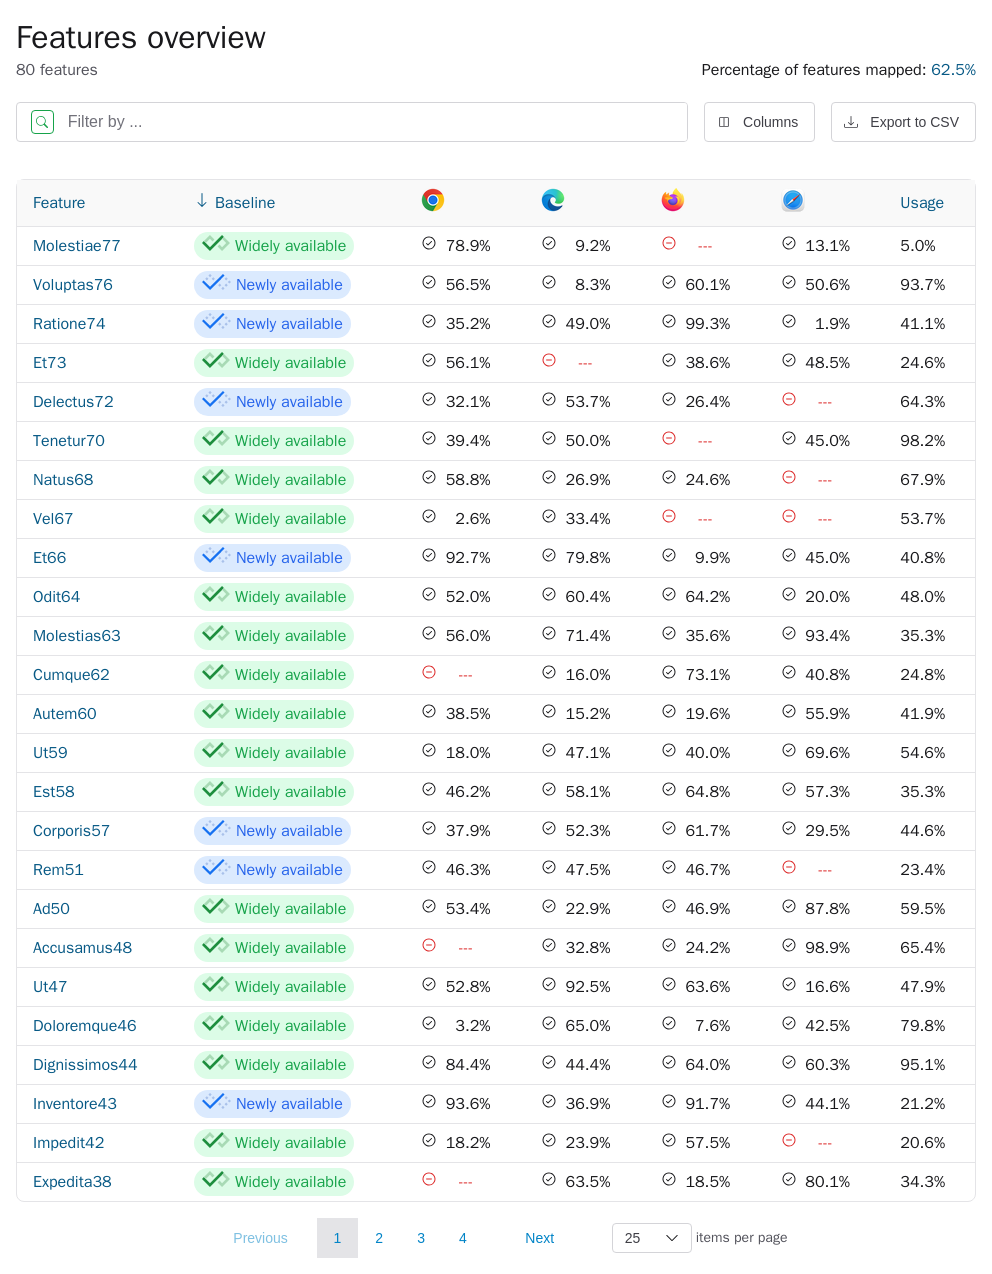 Features overview
80 features
Percentage of features mapped: 62.5%
Filter by ...
Columns
Export to CSV
Feature Baseline Usage
Molestiae77 Widely available 78.9% 9.2% --- 13.1% 5.0%
Voluptas76 Newly available 56.5% 8.3% 60.1% 50.6% 93.7%
Ratione74 Newly available 35.2% 49.0% 99.3% 1.9% 41.1%
Et73 Widely available 56.1% --- 38.6% 48.5% 24.6%
Delectus72 Newly available 32.1% 53.7% 26.4% --- 64.3%
Tenetur70 Widely available 39.4% 50.0% --- 45.0% 98.2%
Natus68 Widely available 58.8% 26.9% 24.6% --- 67.9%
Vel67 Widely available 2.6% 33.4% --- --- 53.7%
Et66 Newly available 92.7% 79.8% 9.9% 45.0% 40.8%
Odit64 Widely available 52.0% 60.4% 64.2% 20.0% 48.0%
Molestias63 Widely available 56.0% 71.4% 35.6% 93.4% 35.3%
Cumque62 Widely available --- 16.0% 73.1% 40.8% 24.8%
Autem60 Widely available 38.5% 15.2% 19.6% 55.9% 41.9%
Ut59 Widely available 18.0% 47.1% 40.0% 69.6% 54.6%
Est58 Widely available 46.2% 58.1% 64.8% 57.3% 35.3%
Corporis57 Newly available 37.9% 52.3% 61.7% 29.5% 44.6%
Rem51 Newly available 46.3% 47.5% 46.7% --- 23.4%
Ad50 Widely available 53.4% 22.9% 46.9% 87.8% 59.5%
Accusamus48 Widely available --- 32.8% 24.2% 98.9% 65.4%
Ut47 Widely available 52.8% 92.5% 63.6% 16.6% 47.9%
Doloremque46 Widely available 3.2% 65.0% 7.6% 42.5% 79.8%
Dignissimos44 Widely available 84.4% 44.4% 64.0% 60.3% 95.1%
Inventore43 Newly available 93.6% 36.9% 91.7% 44.1% 21.2%
Impedit42 Widely available 18.2% 23.9% 57.5% --- 20.6%
Expedita38 Widely available --- 63.5% 18.5% 80.1% 34.3%
Previous 1 2 3 4 Next 25 items per page